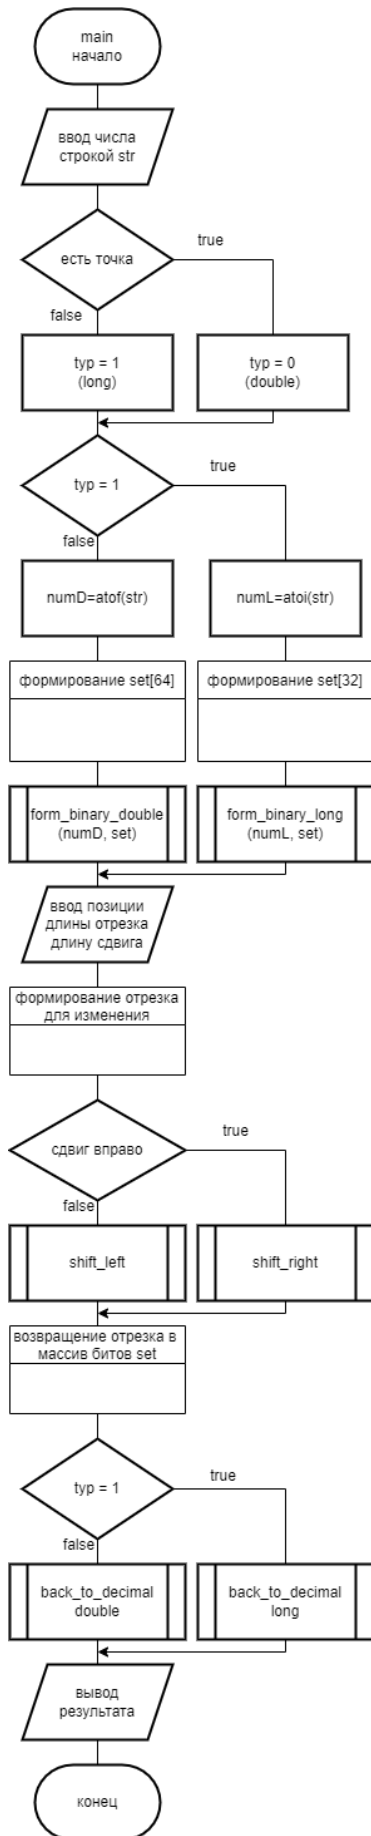 main
начало
ввод числа
строкой str
есть точка
true
false
typ = 1
(long)
typ = 0
(double)
typ = 1
true
false
numD=atof(str)
numL=atoi(str)
формирование set[64]
формирование set[32]
form_binary_double
(numD, set)
form_binary_long
(numL, set)
ввод позиции
длины отрезка
длину сдвига
формирование отрезка
для изменения
сдвиг вправо
true
false
shift_left
shift_right
возвращение отрезка в
массив битов set
typ = 1
true
false
back_to_decimal
double
back_to_decimal
long
вывод
результата
конец